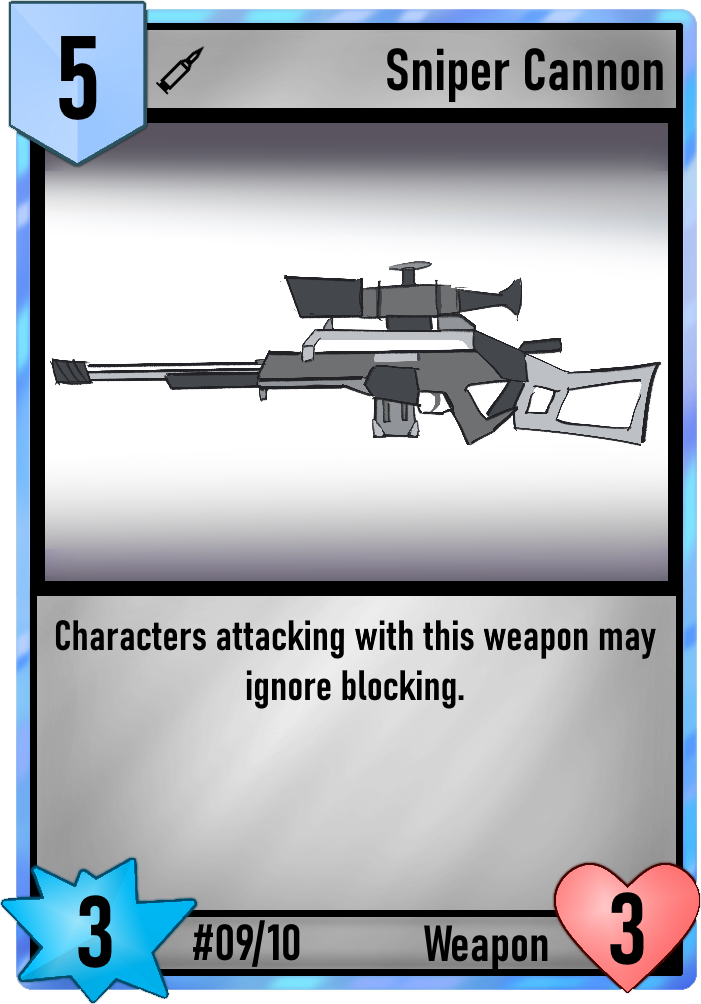 5
Sniper Cannon
Characters attacking with this weapon may
ignore blocking.
3
#09/10
Weapon
3